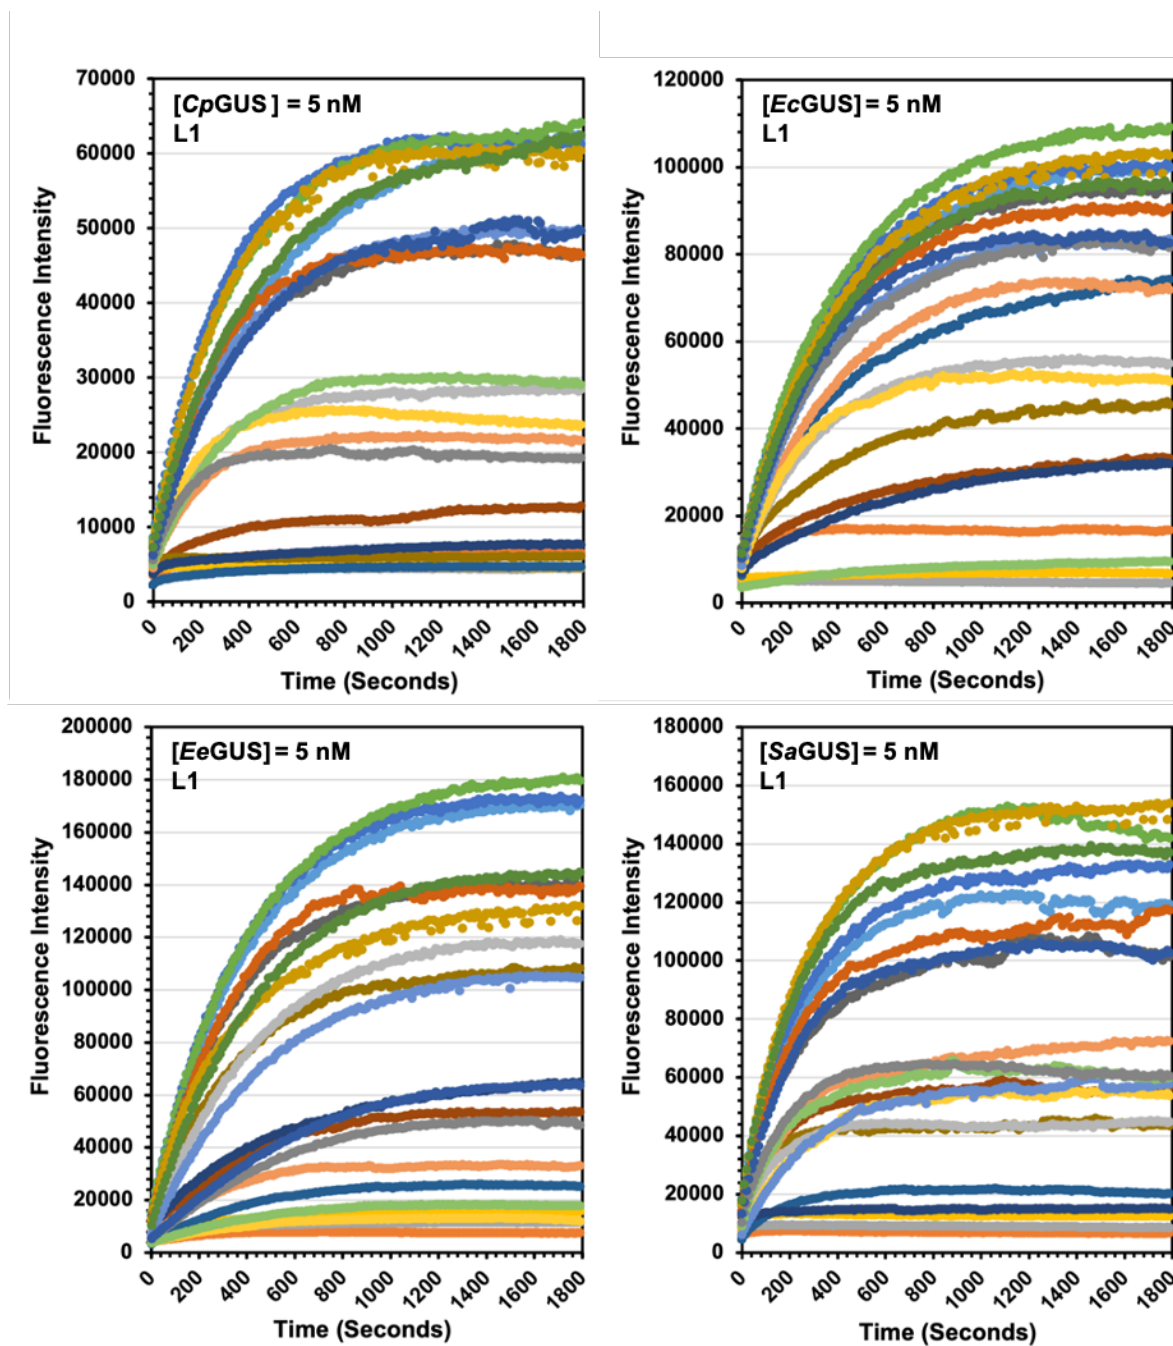 [CpGUS ] = 5 nM
L1
70000
60000
50000
40000
30000
20000
10000
0
Fluorescence Intensity
0 200 400 600 800 1000 1200 1400 1600 1800
Time (Seconds)
[EcGUS] = 5 nM
L1
120000
100000
80000
60000
40000
20000
0
Fluorescence Intensity
0 200 400 600 800 1000 1200 1400 1600 1800
Time (Seconds)
[EeGUS] = 5 nM
L1
200000
180000
160000
140000
120000
100000
80000
60000
40000
20000
0
Fluorescence Intensity
0 200 400 600 800 1000 1200 1400 1600 1800
Time (Seconds)
[SaGUS] = 5 nM
L1
180000
160000
140000
120000
100000
80000
60000
40000
20000
0
Fluorescence Intensity
0 200 400 600 800 1000 1200 1400 1600 1800
Time (Seconds)